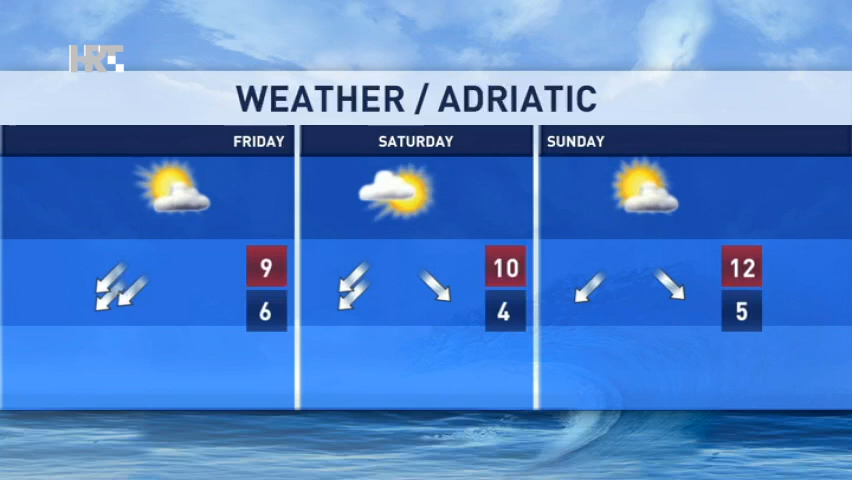 HRT
WEATHER / ADRIATIC
FRIDAY
SATURDAY
SUNDAY
9
6
10
4
12
5